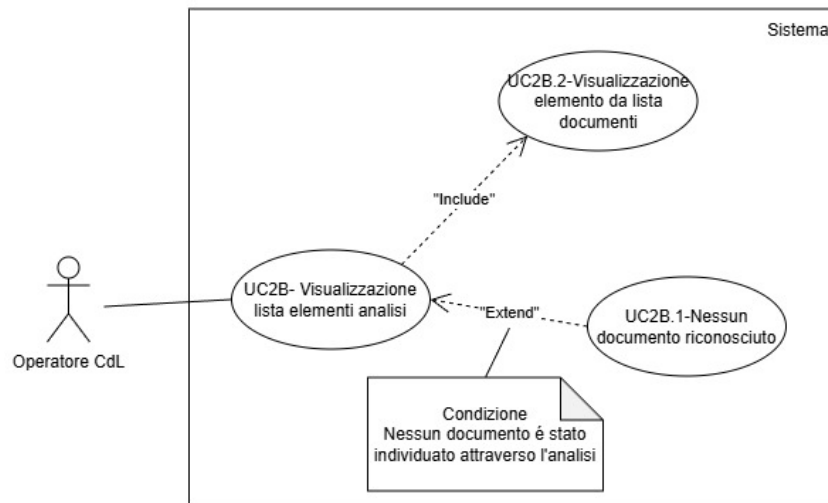 Sistema
UC2B.2-Visualizzazione
elemento da lista
documenti
"Include"
UC2B- Visualizzazione
lista elementi analisi
"Extend"
UC2B.1-Nessun
documento riconosciuto
Operatore CdL
Condizione
Nessun documento é stato
individuato attraverso l'analisi